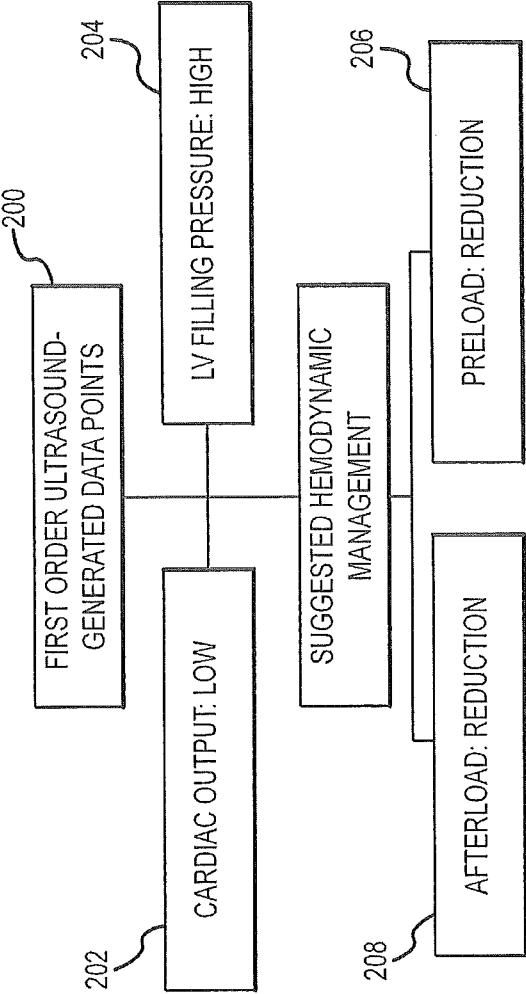 200
FIRST ORDER ULTRASOUND-
GENERATED DATA POINTS
202
CARDIAC OUTPUT: LOW
204
LV FILLING PRESSURE: HIGH
SUGGESTED HEMODYNAMIC
MANAGEMENT
208
AFTERLOAD: REDUCTION
206
PRELOAD: REDUCTION